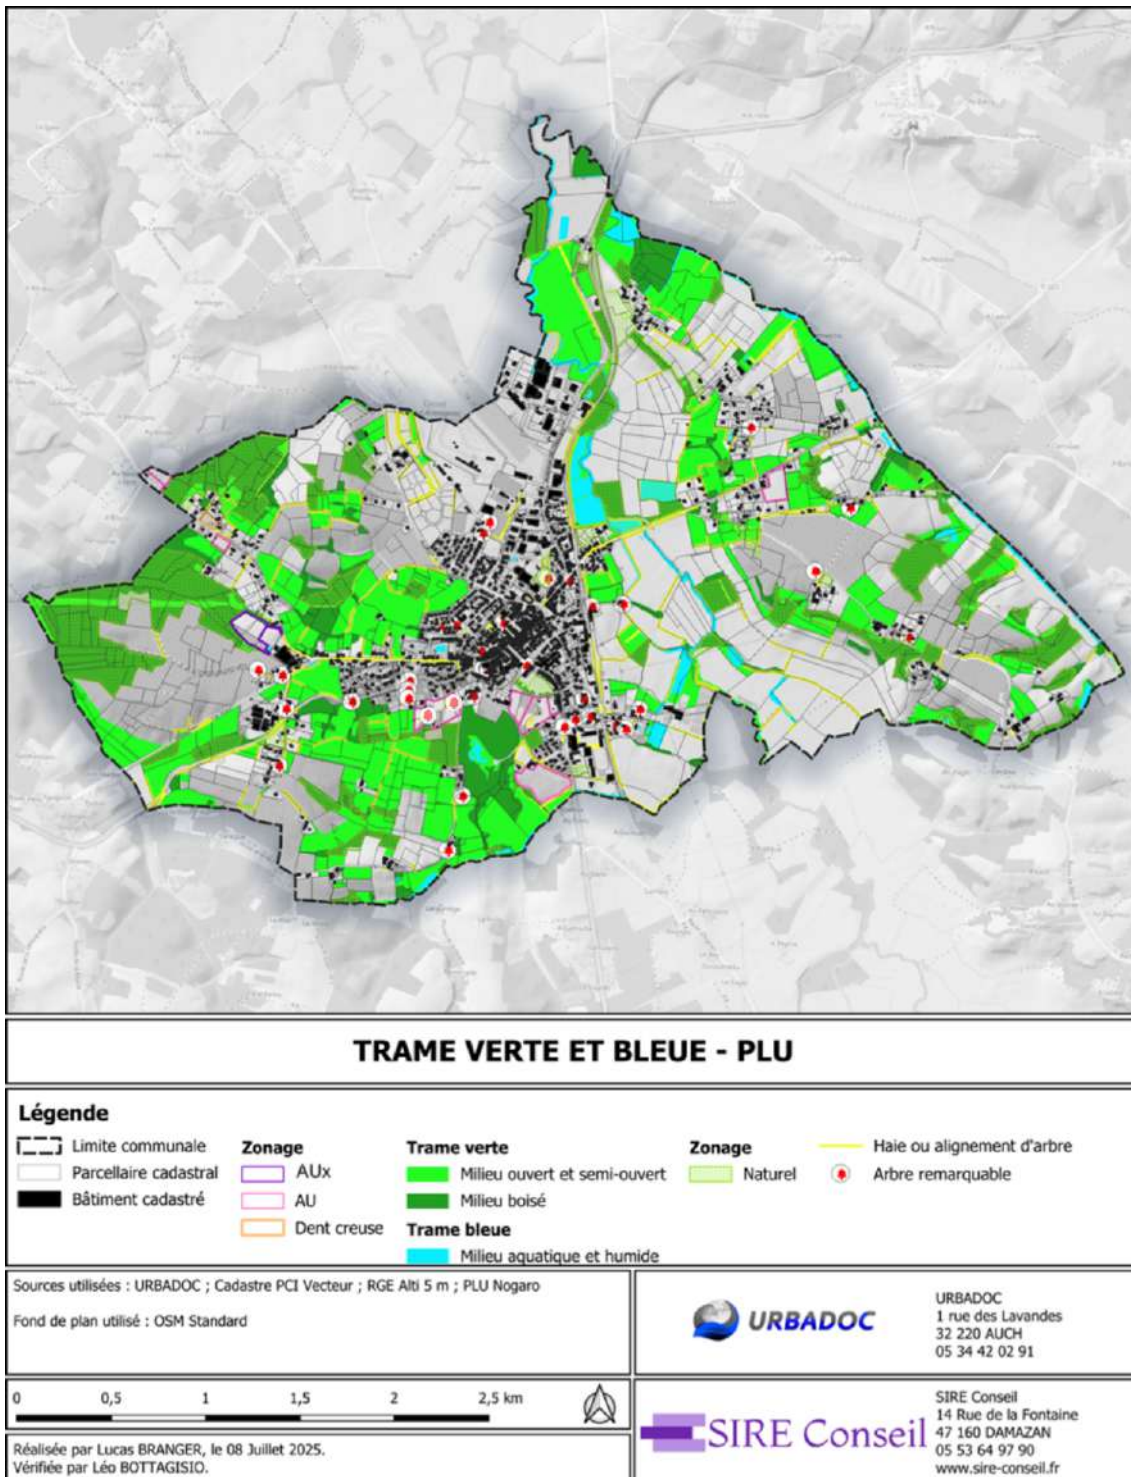 TRAME VERTE ET BLEUE - PLU
Légende
Limite communale
Parcellaire cadastral
Bâtiment cadastré
Zonage
AUx
AU
Dent creuse
Trame verte
Milieu ouvert et semi-ouvert
Milieu boisé
Trame bleue
Milieu aquatique et humide
Zonage
Naturel
Haie ou alignement d'arbre
Arbre remarquable
Sources utilisées : URBADOC ; Cadastre PCI Vecteur ; RGE Alti 5 m ; PLU Nogaro
Fond de plan utilisé : OSM Standard
URBADOC
URBADOC
1 rue des Lavandes
32 220 AUCH
05 34 42 02 91
0 0,5 1 1,5 2 2,5 km
Réalisée par Lucas BRANGER, le 08 Juillet 2025.
Vérifiée par Léo BOTTAGISIO.
SIRE Conseil
SIRE Conseil
14 Rue de la Fontaine
47 160 DAMAZAN
05 53 64 97 90
www.sire-conseil.fr